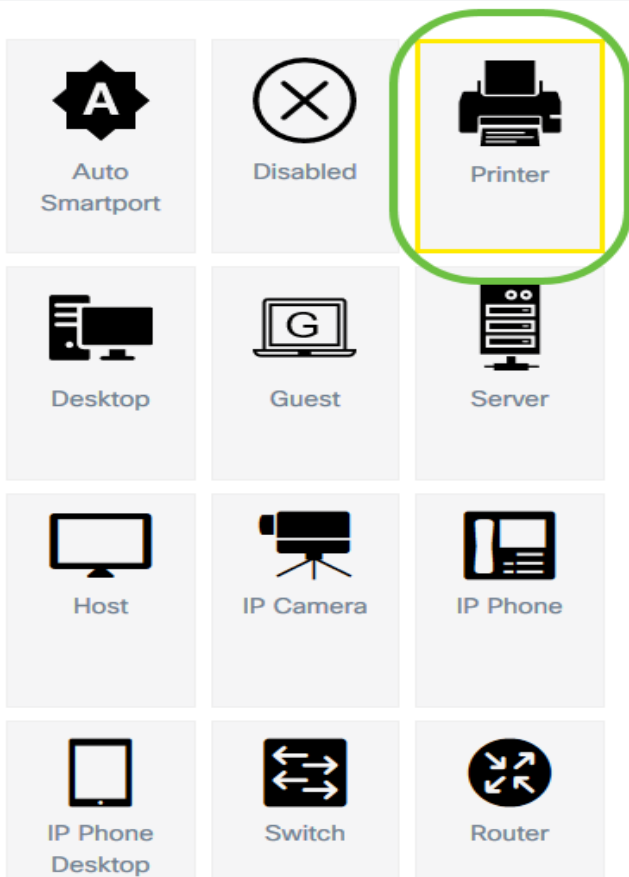 A
Auto
Smartport
Disabled
Printer
Desktop
G
Guest
Server
Host
IP Camera
IP Phone
IP Phone
Desktop
Switch
Router